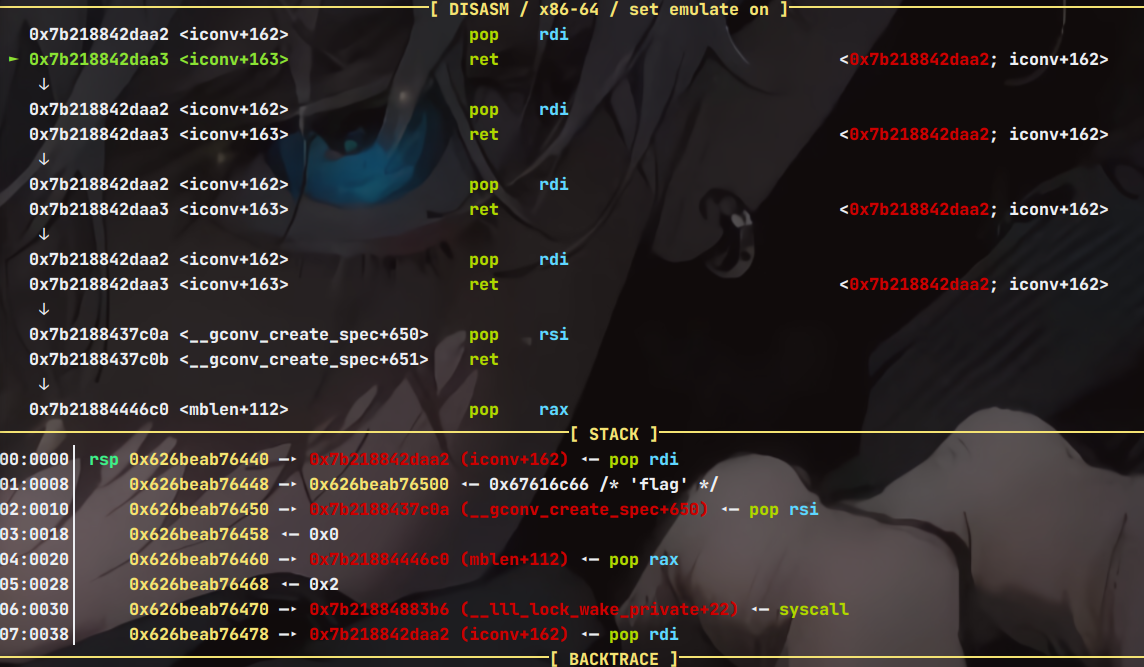 [ DISASM / x86-64 / set emulate on ]
0x7b218842daa2 <iconv+162> pop rdi
► 0x7b218842daa3 <iconv+163> ret <0x7b218842daa2; iconv+162>
↓
0x7b218842daa2 <iconv+162> pop rdi
0x7b218842daa3 <iconv+163> ret <0x7b218842daa2; iconv+162>
↓
0x7b218842daa2 <iconv+162> pop rdi
0x7b218842daa3 <iconv+163> ret <0x7b218842daa2; iconv+162>
↓
0x7b218842daa2 <iconv+162> pop rdi
0x7b218842daa3 <iconv+163> ret <0x7b218842daa2; iconv+162>
↓
0x7b2188437c0a <__gconv_create_spec+650> pop rsi
0x7b2188437c0b <__gconv_create_spec+651> ret
↓
0x7b21884446c0 <mblen+112> pop rax
[ STACK ]
00:0000│ rsp 0x626beab76440 —▸ 0x7b218842daa2 (iconv+162) ◂— pop rdi
01:0008│ 0x626beab76448 —▸ 0x626beab76500 ◂— 0x67616c66 /* 'flag' */
02:0010│ 0x626beab76450 —▸ 0x7b2188437c0a (__gconv_create_spec+650) ◂— pop rsi
03:0018│ 0x626beab76458 ◂— 0x0
04:0020│ 0x626beab76460 —▸ 0x7b21884446c0 (mblen+112) ◂— pop rax
05:0028│ 0x626beab76468 ◂— 0x2
06:0030│ 0x626beab76470 —▸ 0x7b21884883b6 (__lll_lock_wake_private+22) ◂— syscall
07:0038│ 0x626beab76478 —▸ 0x7b218842daa2 (iconv+162) ◂— pop rdi
[ BACKTRACE ]